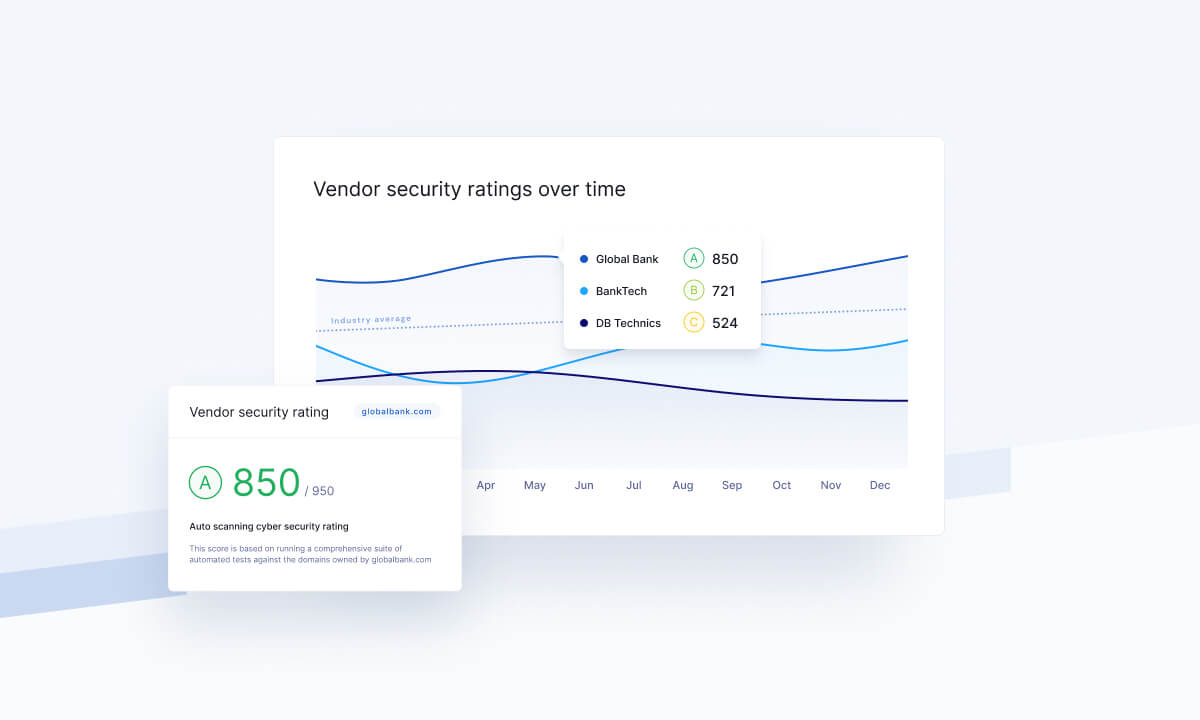 Vendor security ratings over time
Global Bank A 850
BankTech B 721
DB Technics C 524
Industry average
Apr May Jun Jul Aug Sep Oct Nov Dec
Vendor security rating globalbank.com
A 850 / 950
Auto scanning cyber security rating
This score is based on running a comprehensive suite of
automated tests against the domains owned by globalbank.com